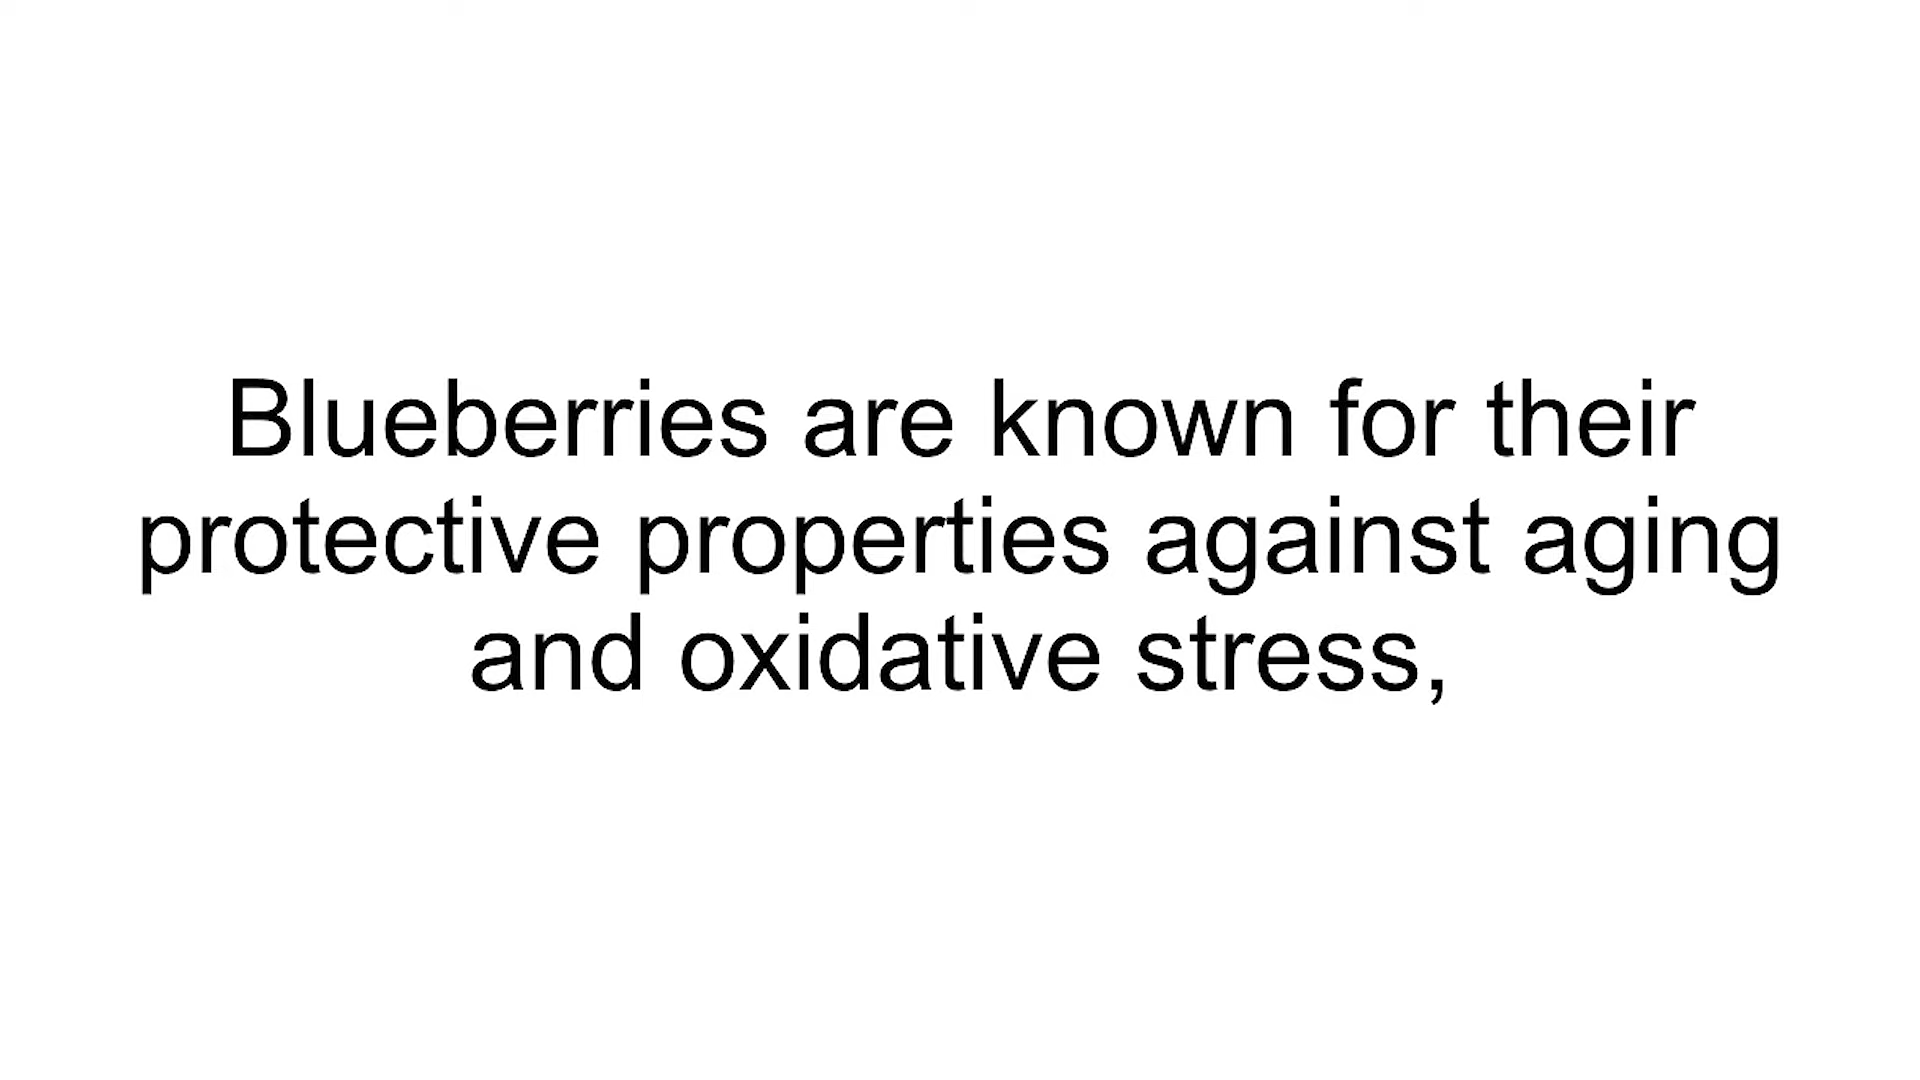 Blueberries are known for their
protective properties against aging
and oxidative stress,